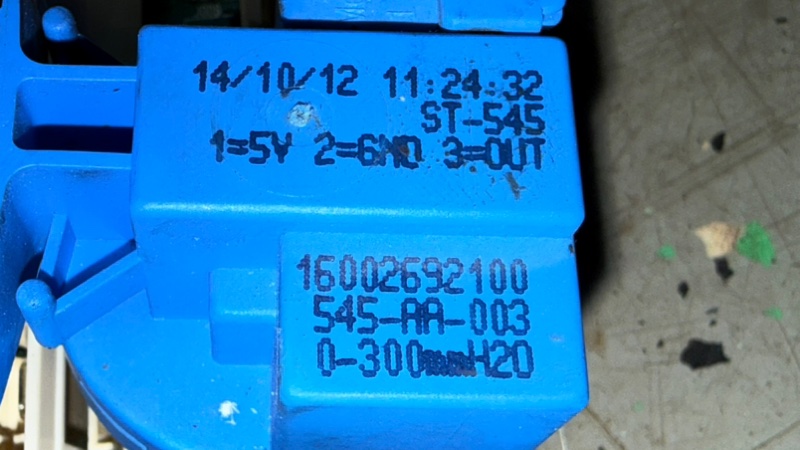 14/10/12 11:24:32
ST-545
1=5V 2=GND 3=OUT
16002692100
545-AA-003
0-300mmH2O